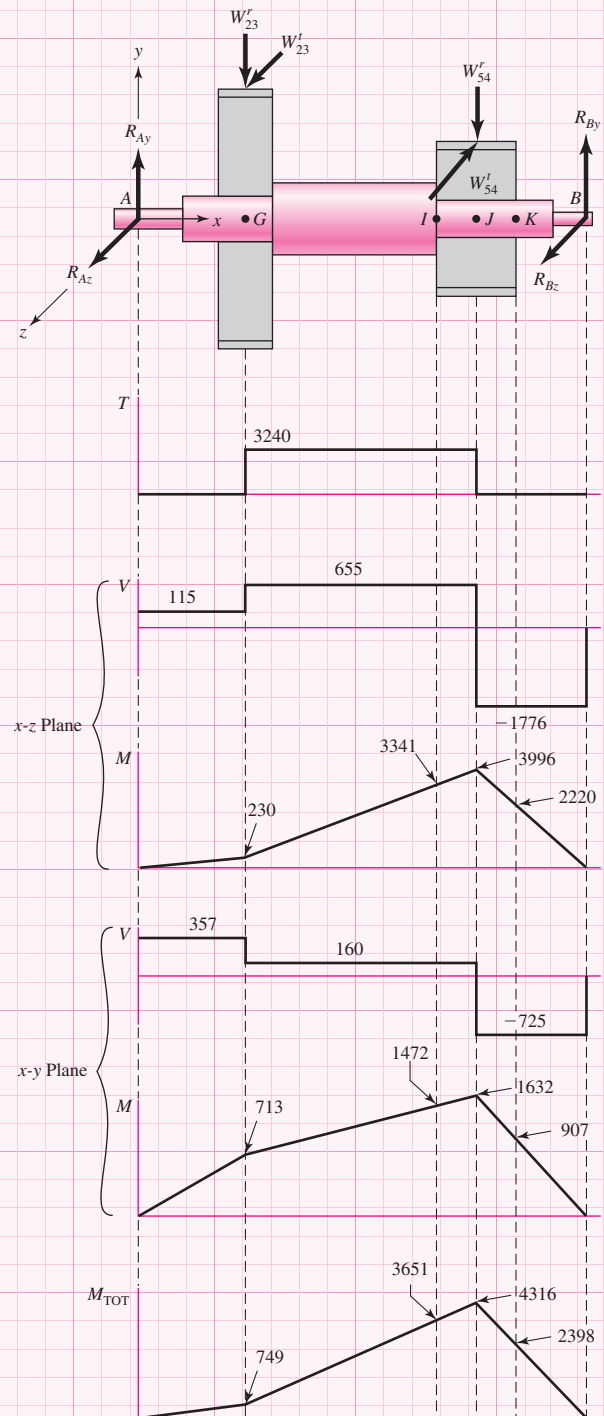 W^r_23
W^t_23
y
W^r_54
R_Ay
R_By
A
W^t_54
B
x
G
I
J
K
R_Az
R_Bz
z
T
3240
V
655
115
x-z Plane
−1776
M
3341
3996
2220
230
V
357
160
−725
x-y Plane
1472
1632
M
713
907
3651
M_TOT
4316
2398
749